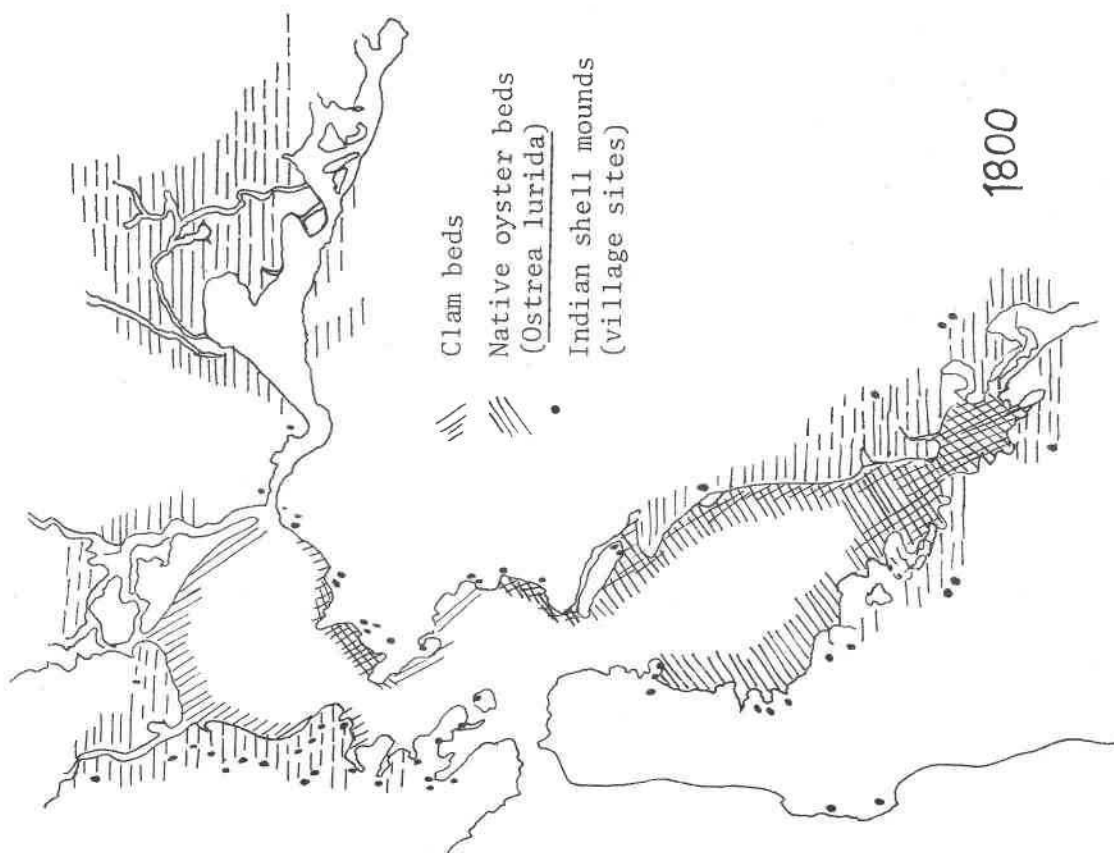 Clam beds
Native oyster beds
(Ostrea lurida)
Indian shell mounds
(village sites)
1800